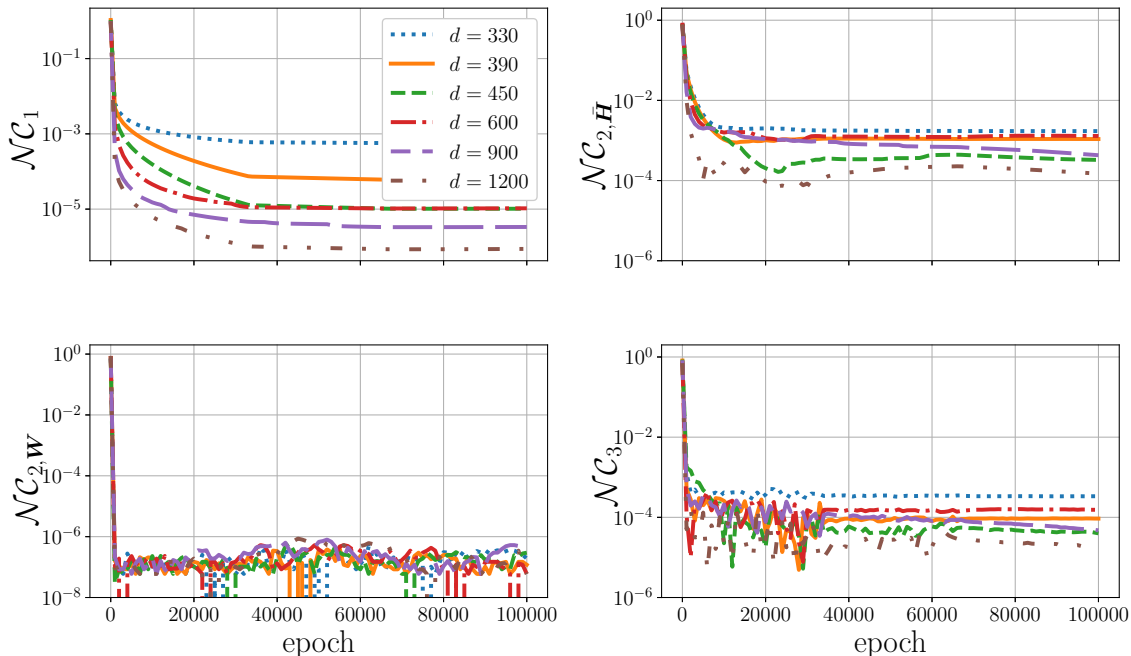 𝒩𝒞₁
10⁻¹
10⁻³
10⁻⁵
d = 330
d = 390
d = 450
d = 600
d = 900
d = 1200
𝒩𝒞₂,H̄
10⁰
10⁻²
10⁻⁴
10⁻⁶
𝒩𝒞₂,W
10⁰
10⁻²
10⁻⁴
10⁻⁶
10⁻⁸
0 20000 40000 60000 80000 100000
epoch
𝒩𝒞₃
10⁰
10⁻²
10⁻⁴
10⁻⁶
0 20000 40000 60000 80000 100000
epoch